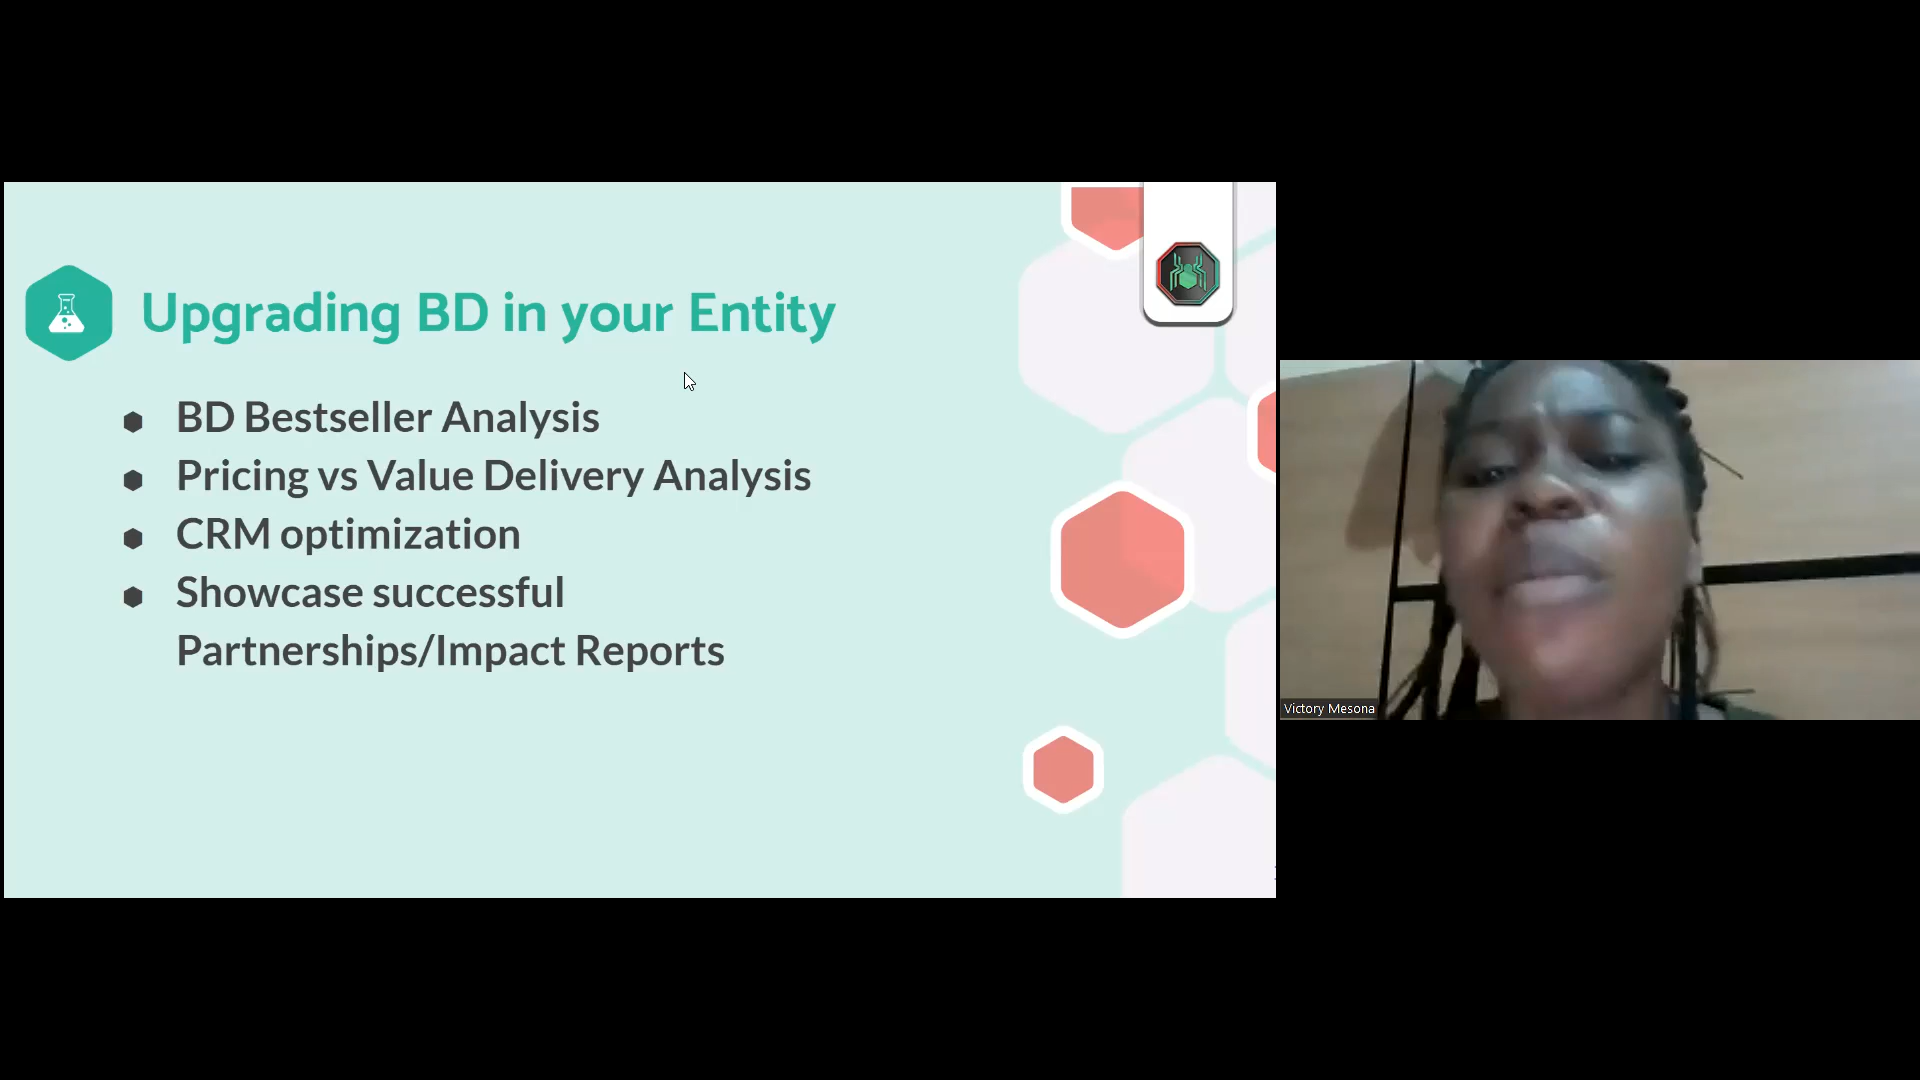 Upgrading BD in your Entity
BD Bestseller Analysis
Pricing vs Value Delivery Analysis
CRM optimization
Showcase successful
Partnerships/Impact Reports
Victory Mesona